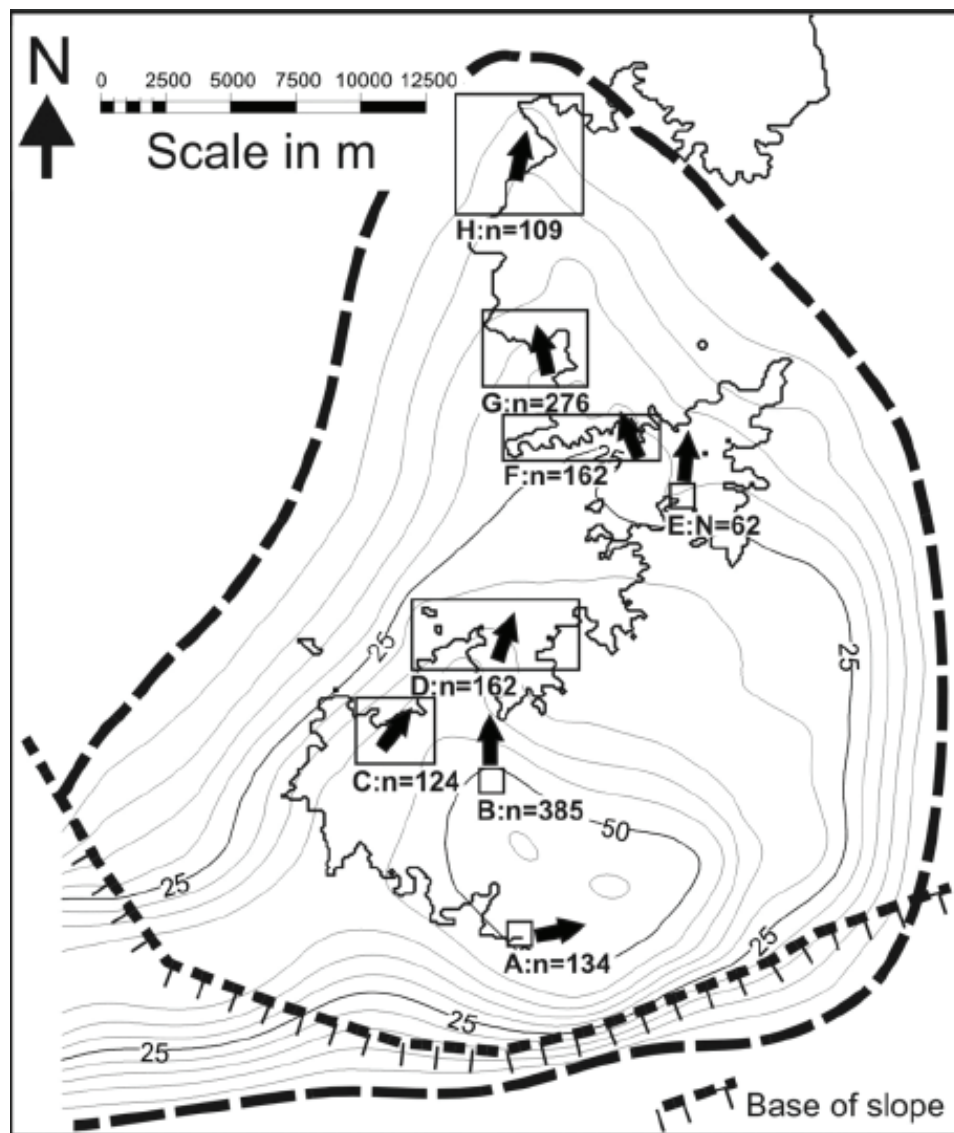 N
0 2500 5000 7500 10000 12500
Scale in m
H:n=109
G:n=276
F:n=162
25
E:N=62
25
25
D:n=162
C:n=124
B:n=385
50
25
A:n=134
25
25
25
Base of slope